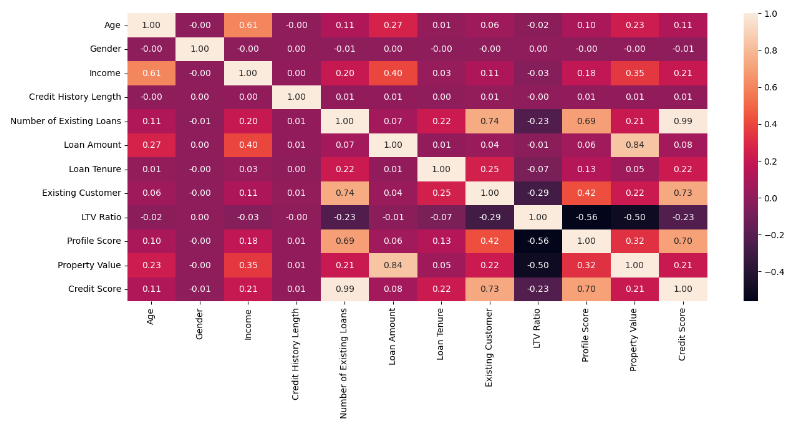 Age 1.00 -0.00 0.61 -0.00 0.11 0.27 0.01 0.06 -0.02 0.10 0.23 0.11
Gender -0.00 1.00 -0.00 0.00 -0.01 0.00 -0.00 -0.00 0.00 -0.00 -0.00 -0.01
Income 0.61 -0.00 1.00 0.00 0.20 0.40 0.03 0.11 -0.03 0.18 0.35 0.21
Credit History Length -0.00 0.00 0.00 1.00 0.01 0.01 0.00 0.01 -0.00 0.01 0.01 0.01
Number of Existing Loans 0.11 -0.01 0.20 0.01 1.00 0.07 0.22 0.74 -0.23 0.69 0.21 0.99
Loan Amount 0.27 0.00 0.40 0.01 0.07 1.00 0.01 0.04 -0.01 0.06 0.84 0.08
Loan Tenure 0.01 -0.00 0.03 0.00 0.22 0.01 1.00 0.25 -0.07 0.13 0.05 0.22
Existing Customer 0.06 -0.00 0.11 0.01 0.74 0.04 0.25 1.00 -0.29 0.42 0.22 0.73
LTV Ratio -0.02 0.00 -0.03 -0.00 -0.23 -0.01 -0.07 -0.29 1.00 -0.56 -0.50 -0.23
Profile Score 0.10 -0.00 0.18 0.01 0.69 0.06 0.13 0.42 -0.56 1.00 0.32 0.70
Property Value 0.23 -0.00 0.35 0.01 0.21 0.84 0.05 0.22 -0.50 0.32 1.00 0.21
Credit Score 0.11 -0.01 0.21 0.01 0.99 0.08 0.22 0.73 -0.23 0.70 0.21 1.00
Age
Gender
Income
Credit History Length
Number of Existing Loans
Loan Amount
Loan Tenure
Existing Customer
LTV Ratio
Profile Score
Property Value
Credit Score
1.0
0.8
0.6
0.4
0.2
0.0
−0.2
−0.4